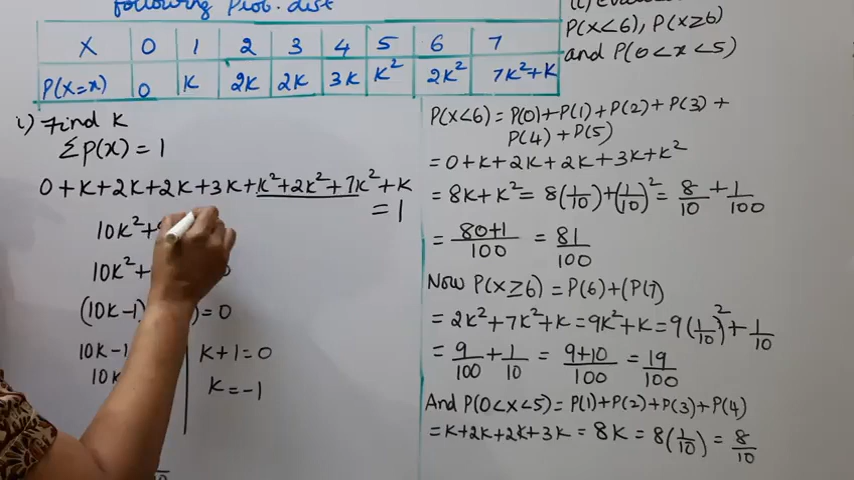 following Prob. dist
X 0 1 2 3 4 5 6 7
P(X=x) 0 K 2K 2K 3K K² 2K² 7K²+K
i) Find K
Σp(x) = 1
0+K+2K+2K+3K+K²+2K²+7K²+K
= 1
10K²+
10K²+
(10K-1) = 0
10K-1
K+1=0
10K
K=-1
P(X<6), P(X≥6)
and P(0<x<5)
P(X<6) = P(0)+P(1)+P(2)+P(3)+
P(4)+P(5)
=0+K+2K+2K+3K+K²
=8K+K²=8(1/10)+(1/10)²=8/10+1/100
= 80+1/100 = 81/100
Now P(X≥6) = P(6)+(P(7)
=2K²+7K²+K=9K²+K=9(1/10)²+1/10
=9/100+1/10 = 9+10/100 = 19/100
And P(0<x<5)=P(1)+P(2)+P(3)+P(4)
=K+2K+2K+3K=8K=8(1/10)=8/10